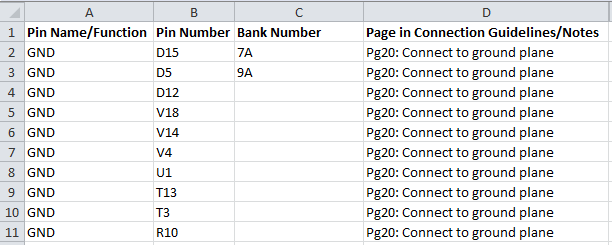 A B C D
1 Pin Name/Function Pin Number Bank Number Page in Connection Guidelines/Notes
2 GND D15 7A Pg20: Connect to ground plane
3 GND D5 9A Pg20: Connect to ground plane
4 GND D12 Pg20: Connect to ground plane
5 GND V18 Pg20: Connect to ground plane
6 GND V14 Pg20: Connect to ground plane
7 GND V4 Pg20: Connect to ground plane
8 GND U1 Pg20: Connect to ground plane
9 GND T13 Pg20: Connect to ground plane
10 GND T3 Pg20: Connect to ground plane
11 GND R10 Pg20: Connect to ground plane